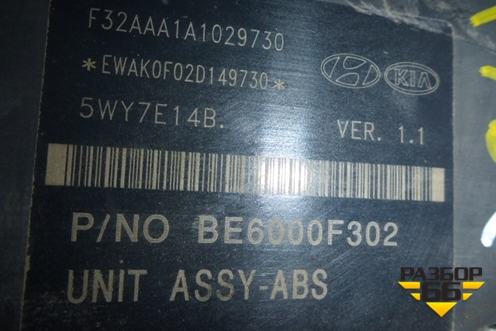 F32AAA1A1029730
*EWAK0F02D149730*
KIA
5WY7E14B.
VER. 1.1
P/NO BE6000F302
UNIT ASSY-ABS
РАЗБОР
66